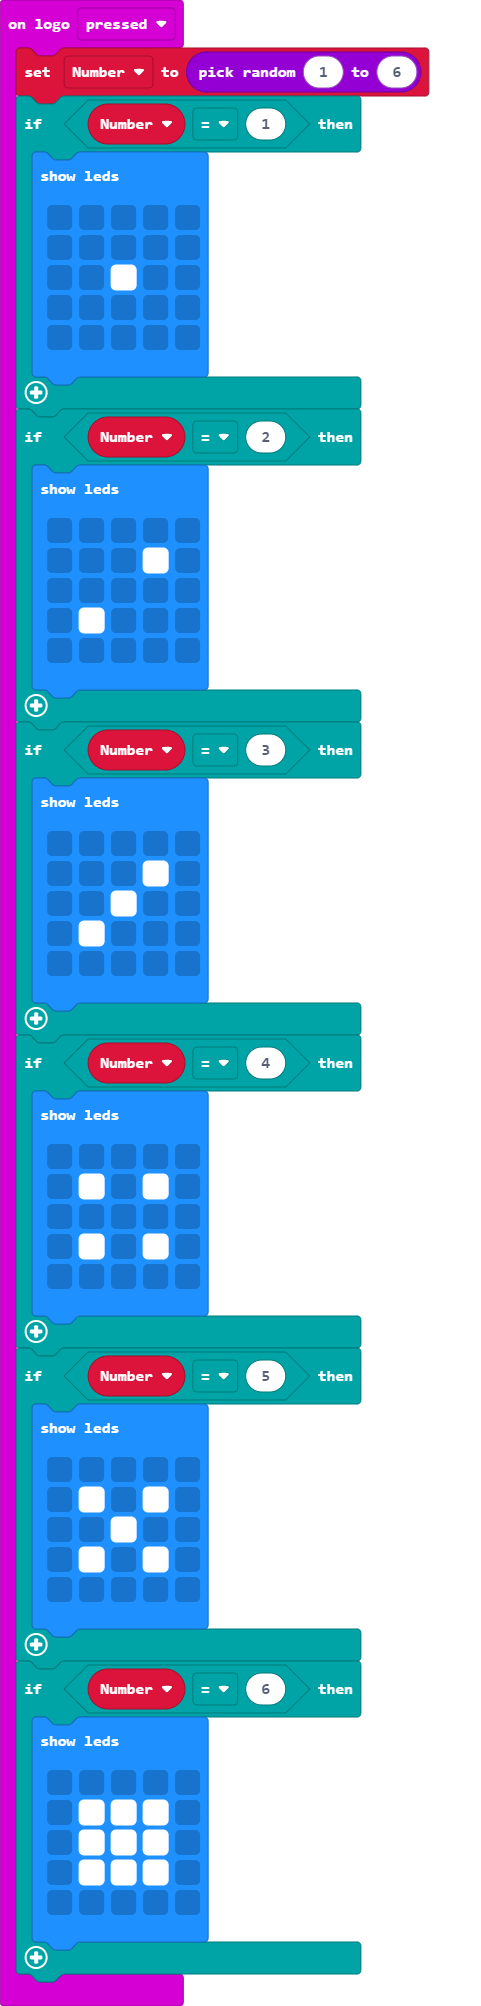 on logo pressed
set Number to pick random 1 to 6
if Number = 1 then
show leds
if Number = 2 then
show leds
if Number = 3 then
show leds
if Number = 4 then
show leds
if Number = 5 then
show leds
if Number = 6 then
show leds